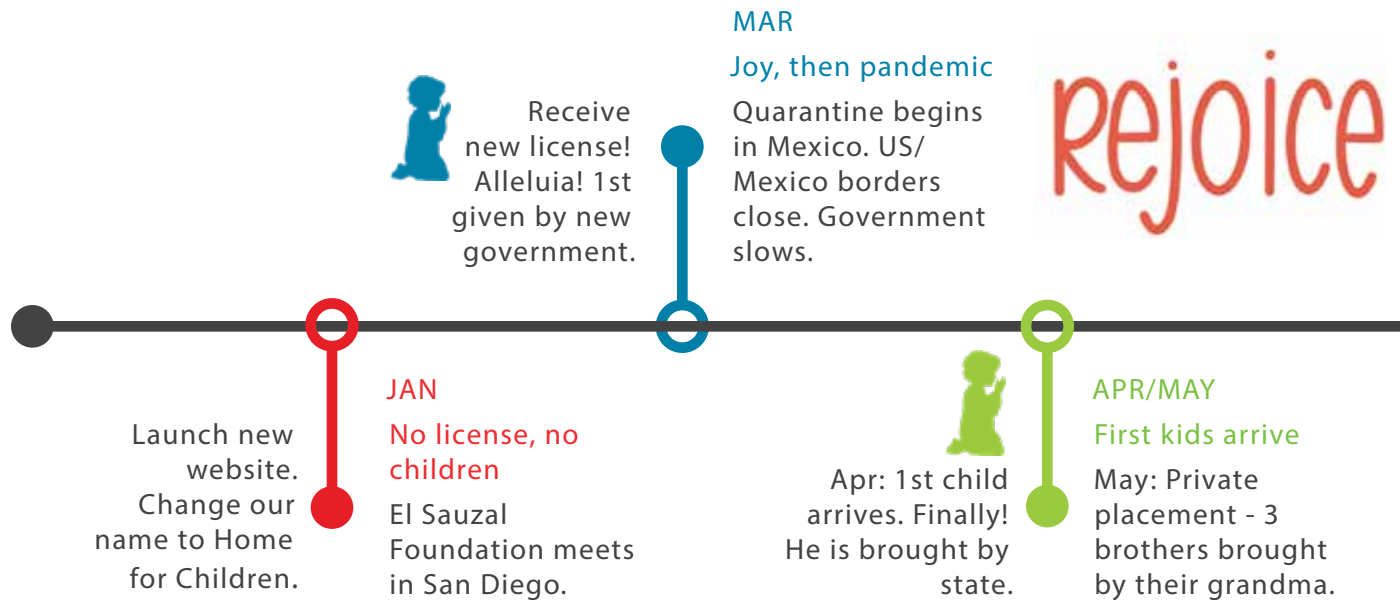 Launch new
website.
Change our
name to Home
for Children.
JAN
No license, no
children
El Sauzal
Foundation meets
in San Diego.
Receive
new license!
Alleluia! 1st
given by new
government.
MAR
Joy, then pandemic
Quarantine begins
in Mexico. US/
Mexico borders
close. Government
slows.
Apr: 1st child
arrives. Finally!
He is brought by
state.
APR/MAY
First kids arrive
May: Private
placement - 3
brothers brought
by their grandma.
Rejoice